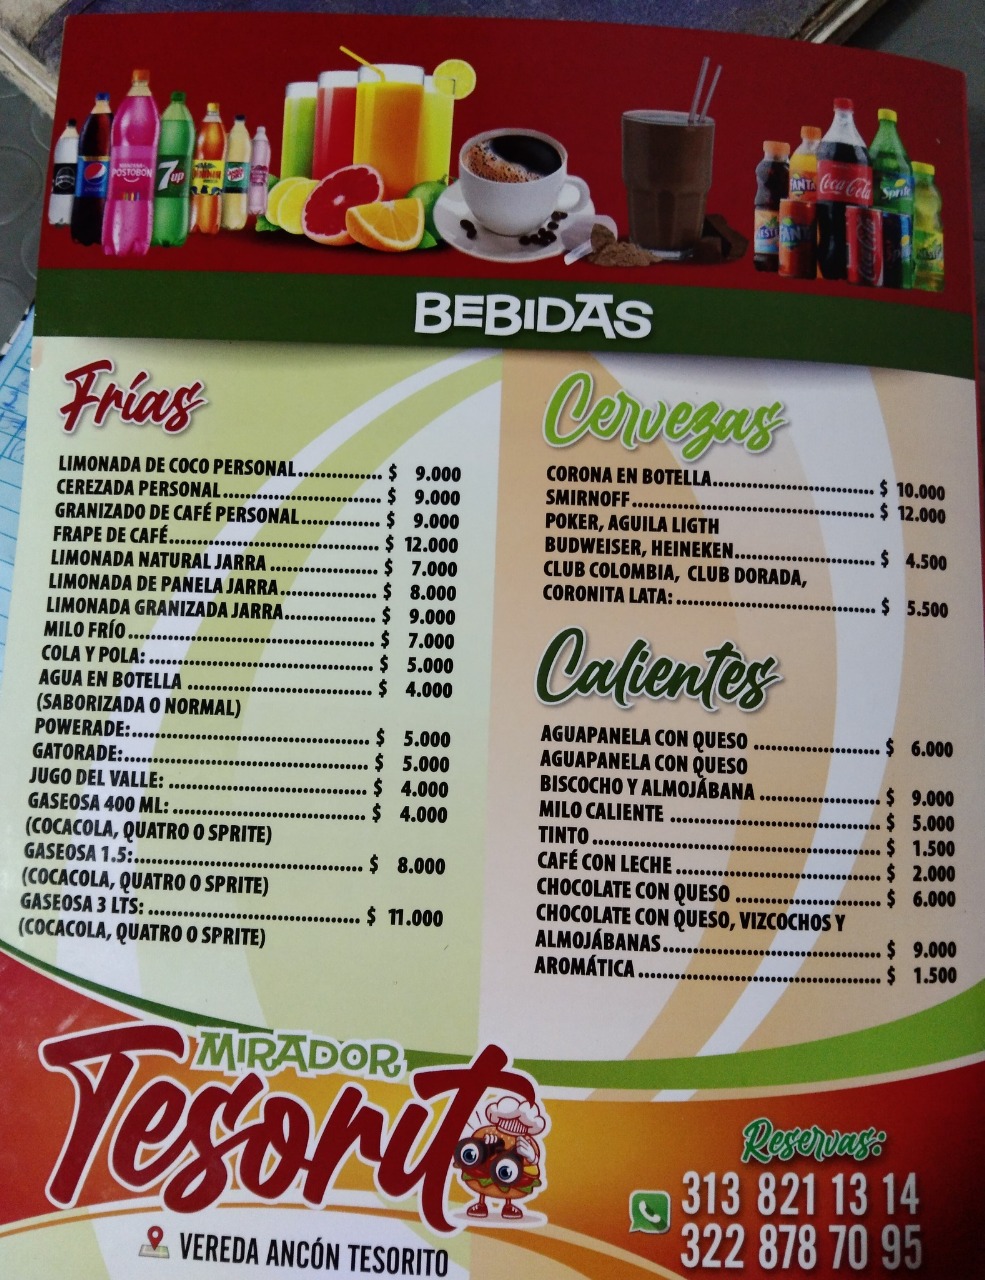 POSTOBON
7up
FANTA
Coca-Cola
Sprite
BEBIDAS
Frías
LIMONADA DE COCO PERSONAL.................. $ 9.000
CEREZADA PERSONAL.................. $ 9.000
GRANIZADO DE CAFÉ PERSONAL.................. $ 9.000
FRAPE DE CAFÉ.................. $ 12.000
LIMONADA NATURAL JARRA.................. $ 7.000
LIMONADA DE PANELA JARRA.................. $ 8.000
LIMONADA GRANIZADA JARRA.................. $ 9.000
MILO FRÍO.................. $ 7.000
COLA Y POLA:.................. $ 5.000
AGUA EN BOTELLA.................. $ 4.000
(SABORIZADA O NORMAL)
POWERADE:.................. $ 5.000
GATORADE:.................. $ 5.000
JUGO DEL VALLE:.................. $ 4.000
GASEOSA 400 ML:.................. $ 4.000
(COCACOLA, QUATRO O SPRITE)
GASEOSA 1.5:.................. $ 8.000
(COCACOLA, QUATRO O SPRITE)
GASEOSA 3 LTS:.................. $ 11.000
(COCACOLA, QUATRO O SPRITE)
Cervezas
CORONA EN BOTELLA.................. $ 10.000
SMIRNOFF.................. $ 12.000
POKER, AGUILA LIGTH
BUDWEISER, HEINEKEN.................. $ 4.500
CLUB COLOMBIA, CLUB DORADA,
CORONITA LATA:.................. $ 5.500
Calientes
AGUAPANELA CON QUESO.................. $ 6.000
AGUAPANELA CON QUESO
BISCOCHO Y ALMOJÁBANA.................. $ 9.000
MILO CALIENTE.................. $ 5.000
TINTO.................. $ 1.500
CAFÉ CON LECHE.................. $ 2.000
CHOCOLATE CON QUESO.................. $ 6.000
CHOCOLATE CON QUESO, VIZCOCHOS Y
ALMOJÁBANAS.................. $ 9.000
AROMÁTICA.................. $ 1.500
MIRADOR
Tesorit
VEREDA ANCÓN TESORITO
Reservas:
313 821 13 14
322 878 70 95